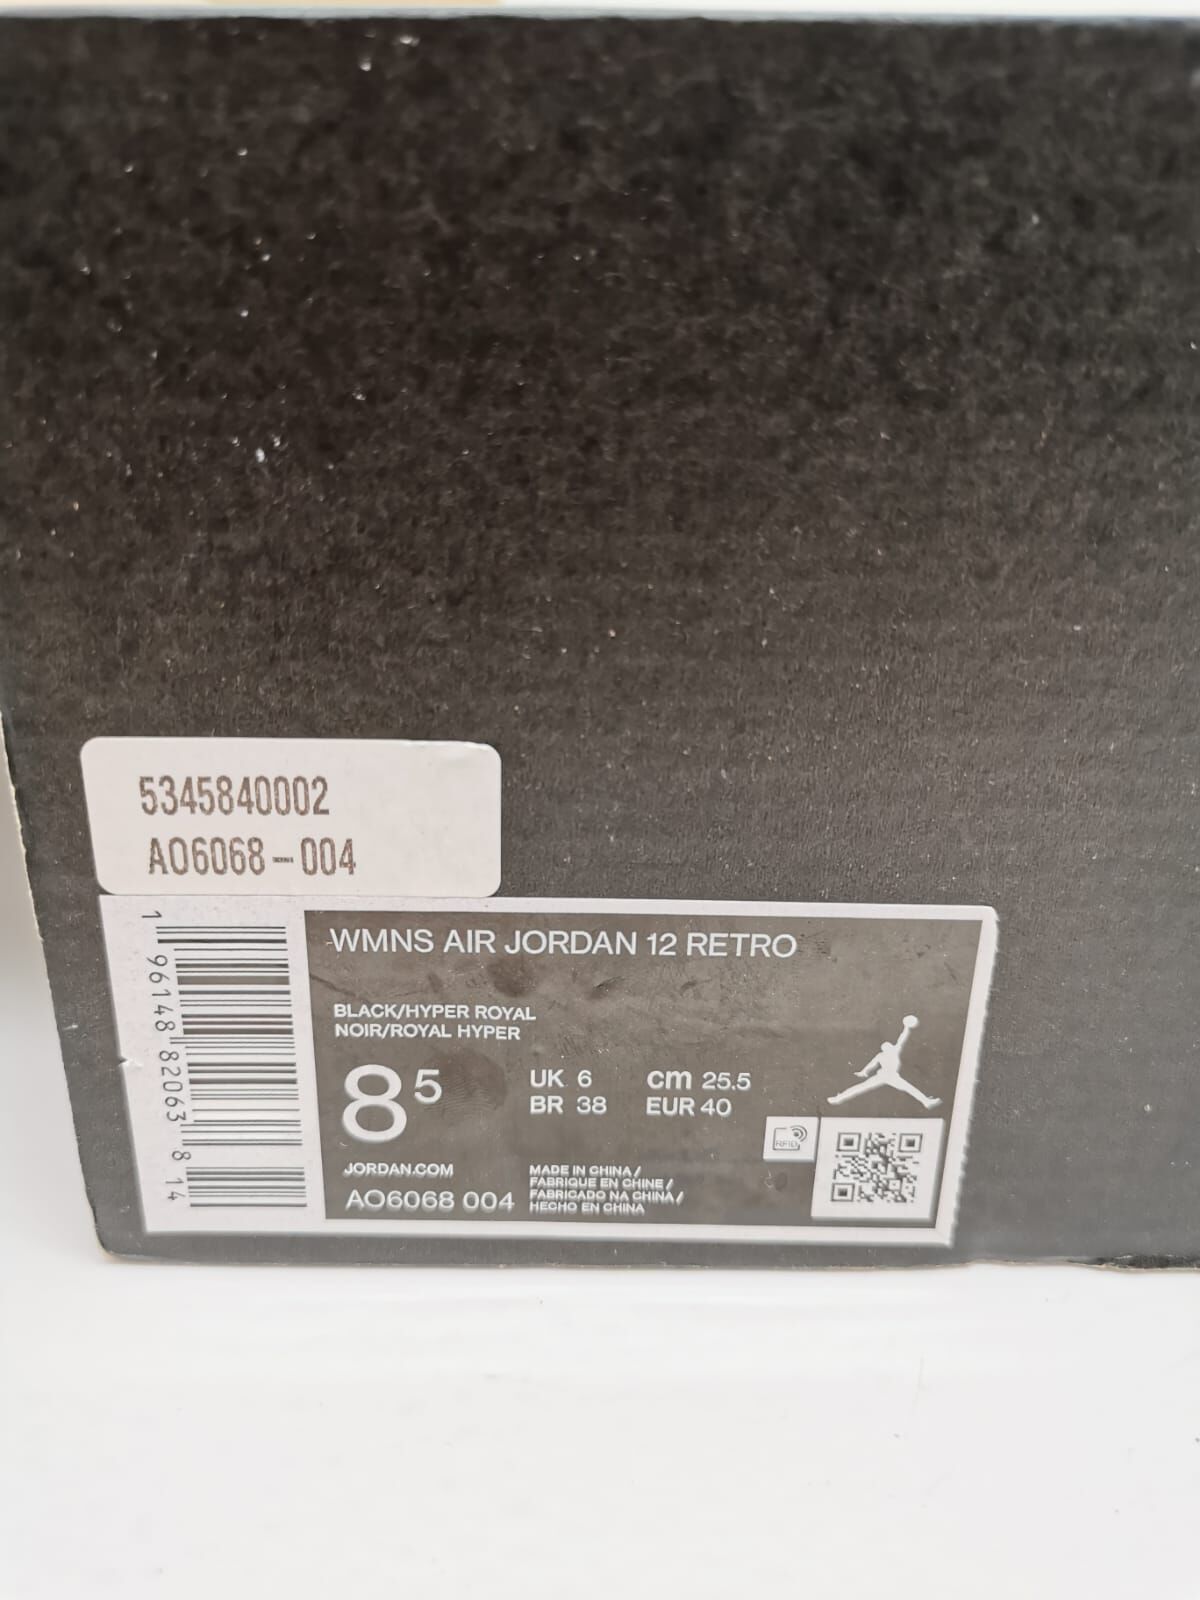 5345840002
AO6068-004
1 96148 82063 8 14
WMNS AIR JORDAN 12 RETRO
BLACK/HYPER ROYAL
NOIR/ROYAL HYPER
8 5
UK 6 cm 25.5
BR 38 EUR 40
RFID
JORDAN.COM
AO6068 004
MADE IN CHINA /
FABRIQUE EN CHINE /
FABRICADO NA CHINA /
HECHO EN CHINA